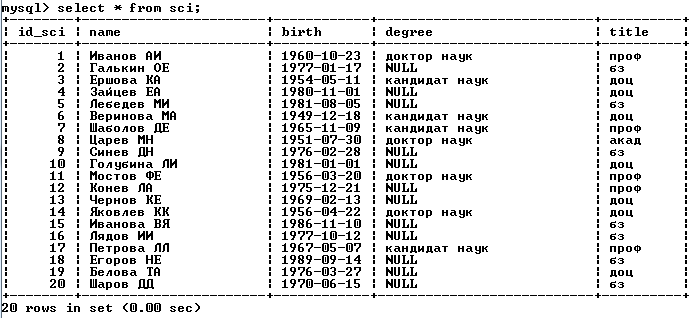 mysql> select * from sci;
| id_sci | name | birth | degree | title |
| 1 | Иванов АИ | 1960-10-23 | доктор наук | проф |
| 2 | Галькин ОЕ | 1977-01-17 | NULL | бз |
| 3 | Ершова КА | 1954-05-11 | кандидат наук | доц |
| 4 | Зайцев ЕА | 1980-11-01 | NULL | доц |
| 5 | Лебедев МИ | 1981-08-05 | NULL | бз |
| 6 | Веринова МА | 1949-12-18 | кандидат наук | доц |
| 7 | Шаболов ДЕ | 1965-11-09 | кандидат наук | проф |
| 8 | Царев МН | 1951-07-30 | доктор наук | акад |
| 9 | Синев ДН | 1976-02-28 | NULL | бз |
| 10 | Голубина ЛИ | 1981-01-01 | NULL | доц |
| 11 | Мостов ФЕ | 1956-03-20 | доктор наук | проф |
| 12 | Конев ЛА | 1975-12-21 | NULL | проф |
| 13 | Чернов КЕ | 1969-02-13 | NULL | доц |
| 14 | Яковлев КК | 1956-04-22 | доктор наук | доц |
| 15 | Иванова ВЯ | 1986-11-10 | NULL | бз |
| 16 | Лядов ИИ | 1977-10-12 | NULL | бз |
| 17 | Петрова ЛЛ | 1967-05-07 | кандидат наук | проф |
| 18 | Егоров НЕ | 1989-09-14 | NULL | бз |
| 19 | Белова ТА | 1976-03-27 | NULL | доц |
| 20 | Шаров ДД | 1970-06-15 | NULL | бз |
20 rows in set (0.00 sec)